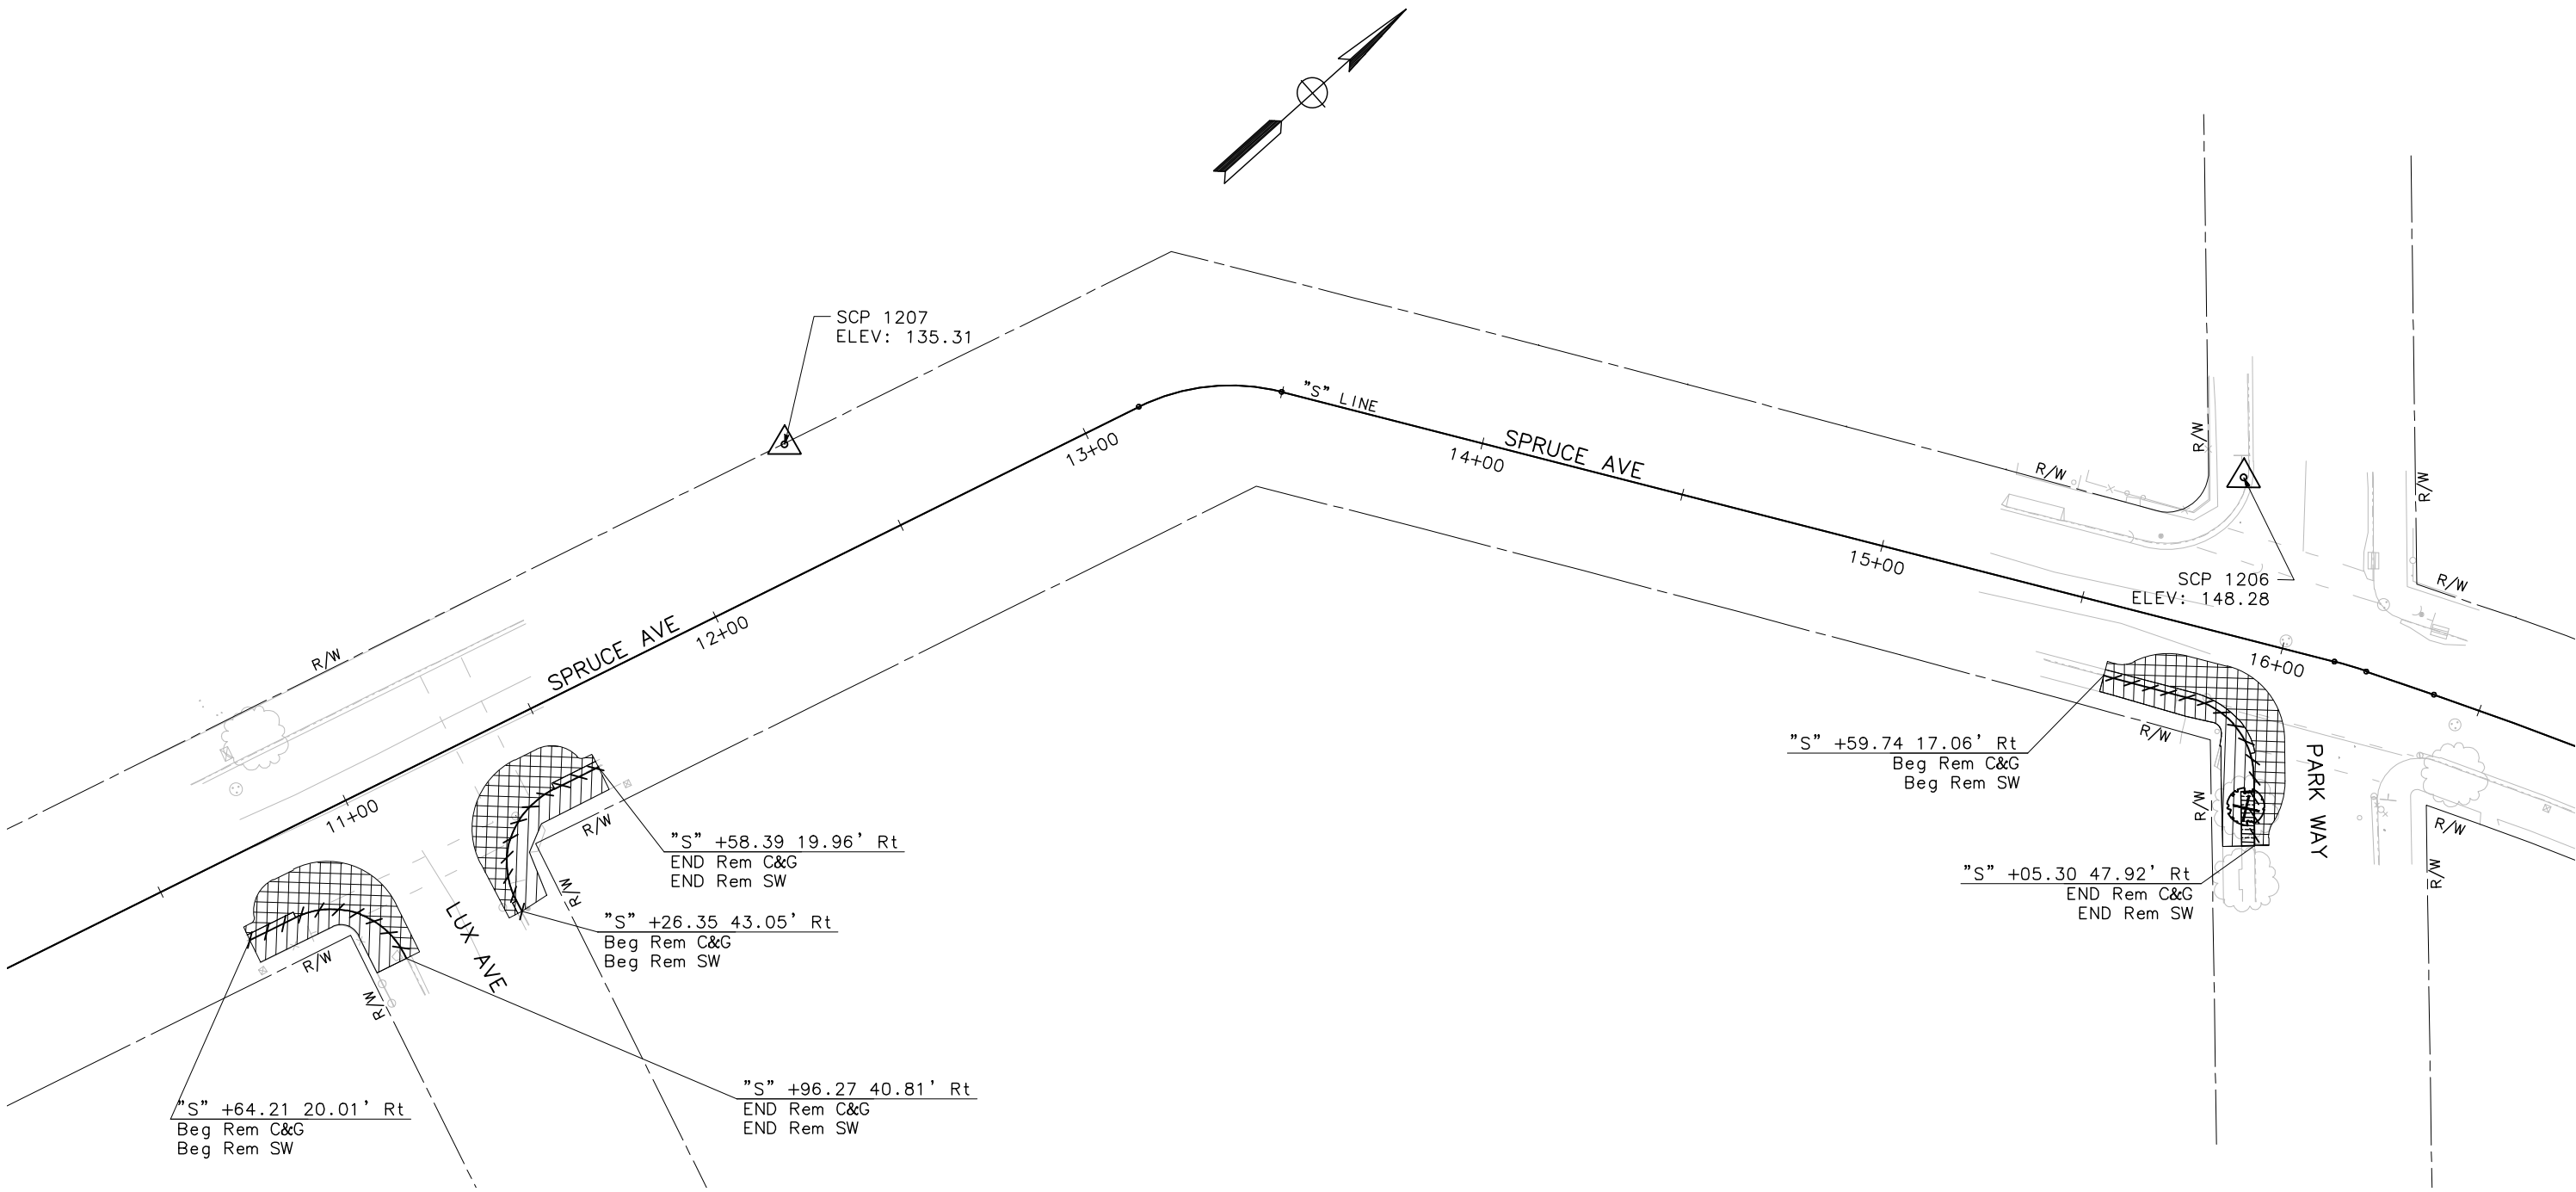 SCP 1207
ELEV: 135.31
"S" LINE
13+00
SPRUCE AVE
14+00
R/W
R/W
R/W
15+00
SCP 1206
ELEV: 148.28
R/W
SPRUCE AVE
12+00
R/W
16+00
R/W
"S" +59.74 17.06' Rt
Beg Rem C&G
Beg Rem SW
PARK WAY
R/W
R/W
R/W
11+00
R/W
"S" +58.39 19.96' Rt
END Rem C&G
END Rem SW
R/W
"S" +05.30 47.92' Rt
END Rem C&G
END Rem SW
"S" +26.35 43.05' Rt
Beg Rem C&G
Beg Rem SW
LUX AVE
R/W
R/W
"S" +96.27 40.81' Rt
END Rem C&G
END Rem SW
"S" +64.21 20.01' Rt
Beg Rem C&G
Beg Rem SW